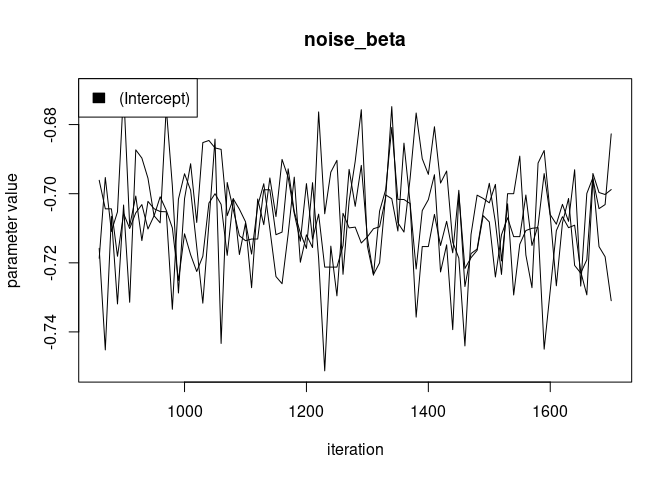 noise_beta
(Intercept)
-0.68
-0.70
-0.72
-0.74
parameter value
1000
1200
1400
1600
iteration